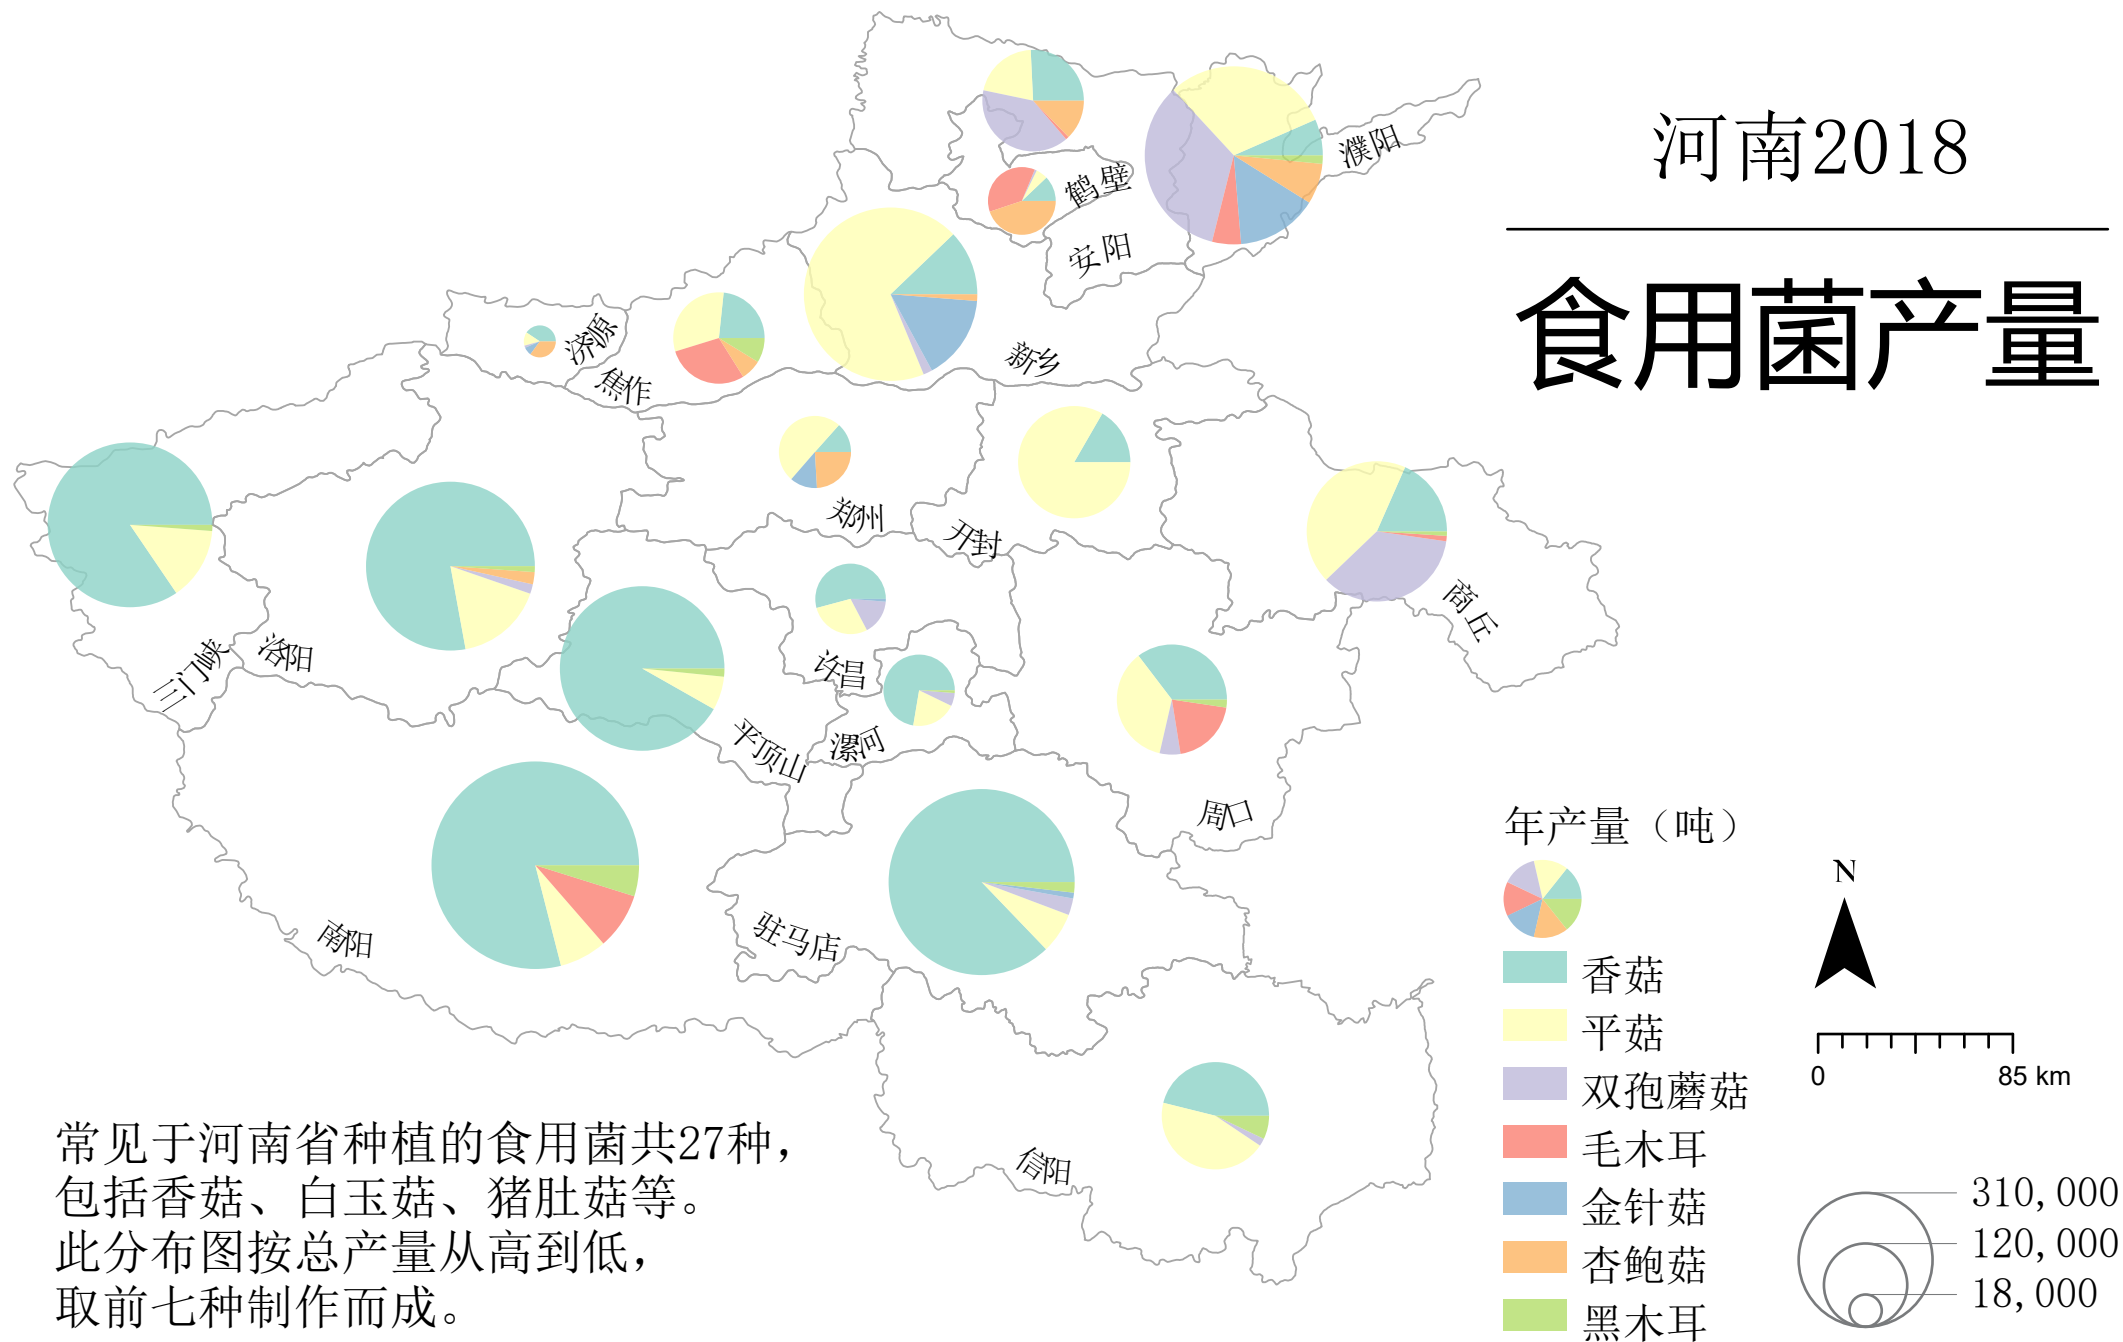 河南2018
食用菌产量
濮阳
鹤壁
安阳
新乡
济源
焦作
郑州
开封
商丘
三门峡
洛阳
许昌
平顶山
漯河
周口
南阳
驻马店
信阳
年产量（吨）
香菇
平菇
双孢蘑菇
毛木耳
金针菇
杏鲍菇
黑木耳
N
0 85 km
310,000
120,000
18,000
常见于河南省种植的食用菌共27种，
包括香菇、白玉菇、猪肚菇等。
此分布图按总产量从高到低，
取前七种制作而成。